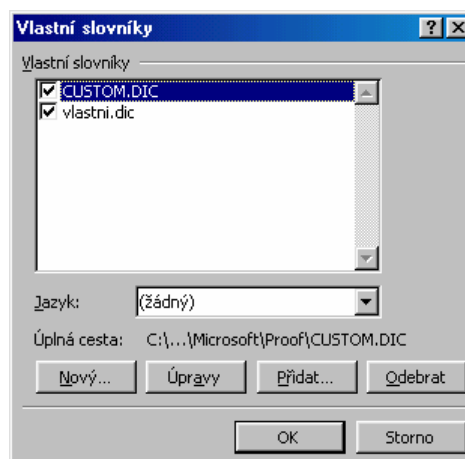 Vlastní slovníky
Vlastní slovníky
CUSTOM.DIC
vlastni.dic
Jazyk: (žádný)
Úplná cesta: C:\...\Microsoft\Proof\CUSTOM.DIC
Nový... Úpravy Přidat... Odebrat
OK Storno